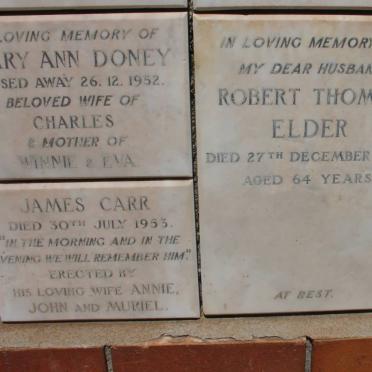 LOVING MEMORY OF
ARY ANN DONEY
SED AWAY 26.12.1952.
BELOVED WIFE OF
CHARLES
& MOTHER OF
WINNIE & EVA
JAMES CARR
DIED 30TH JULY 1953.
"IN THE MORNING AND IN THE
EVENING WE WILL REMEMBER HIM."
ERECTED BY
HIS LOVING WIFE ANNIE,
JOHN AND MURIEL.
IN LOVING MEMORY
MY DEAR HUSBAN
ROBERT THOM
ELDER
DIED 27TH DECEMBER
AGED 64 YEARS
AT REST.